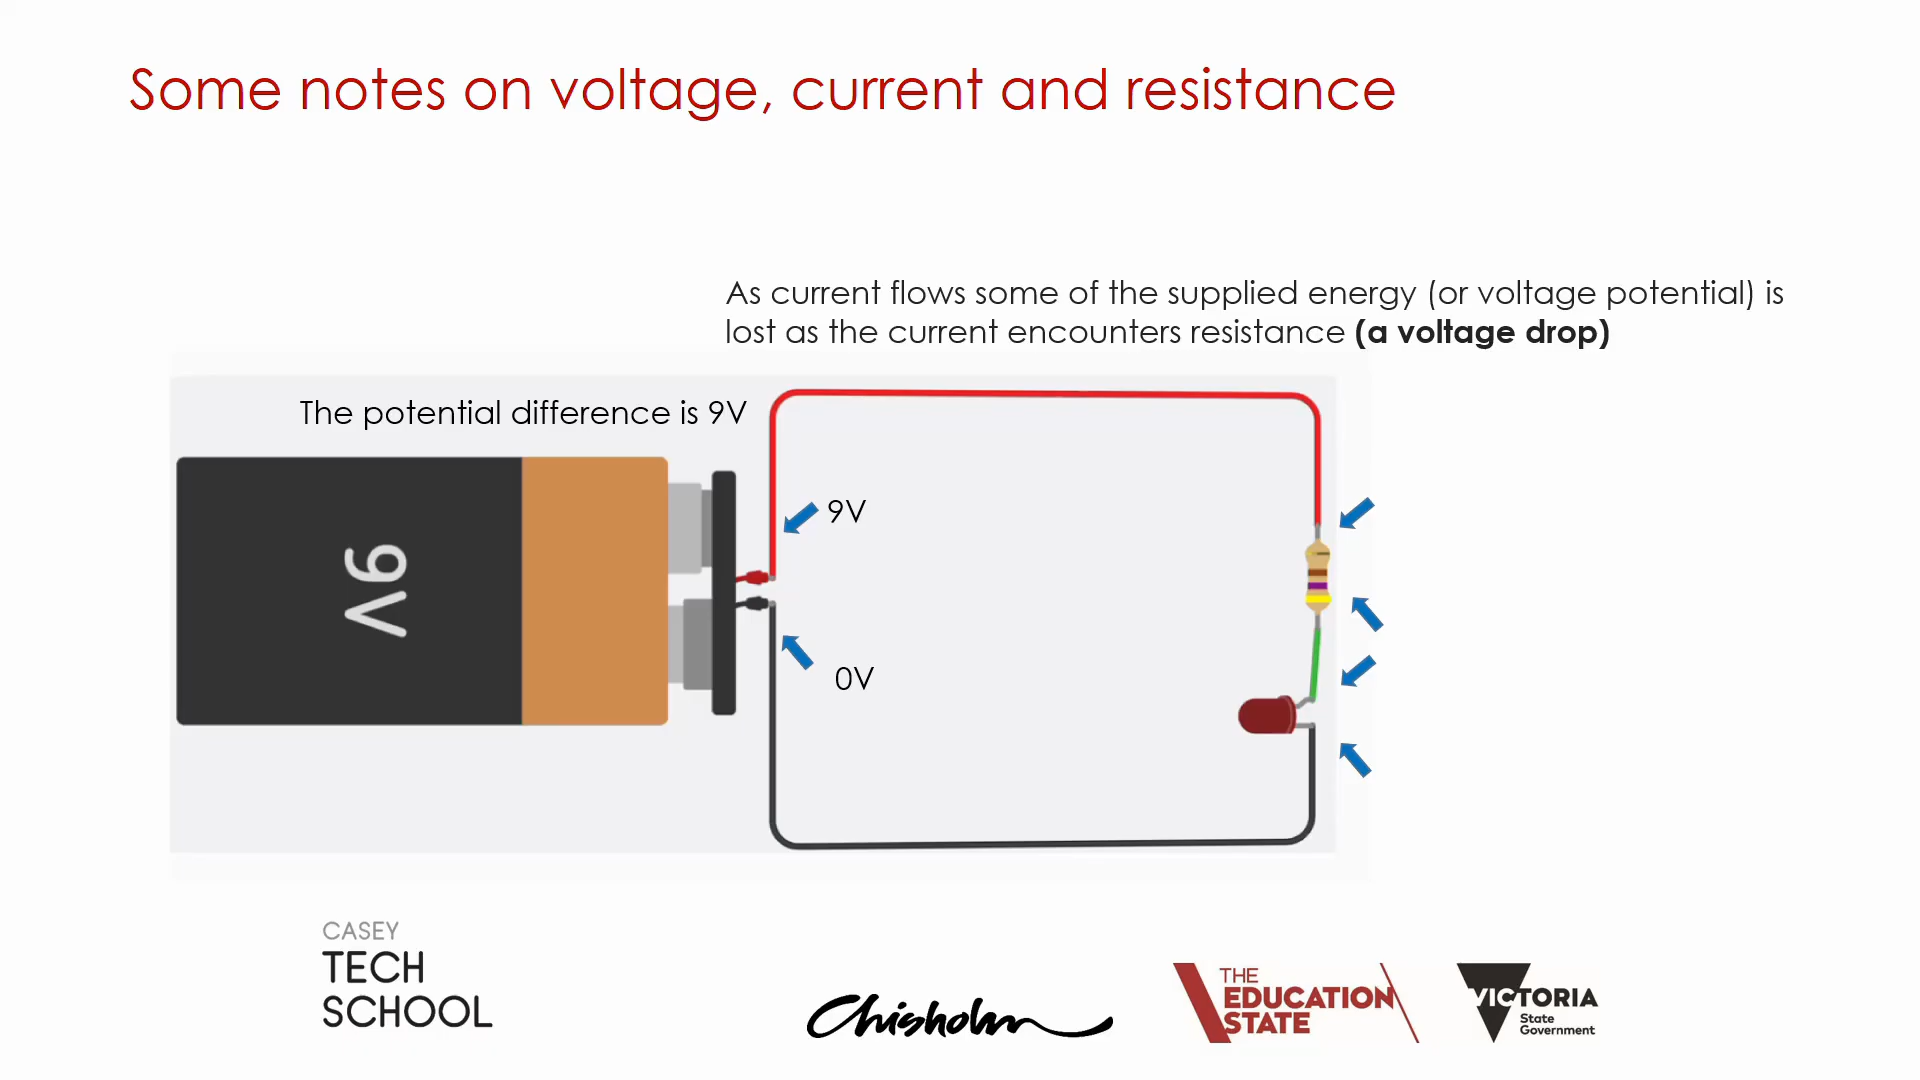 Some notes on voltage, current and resistance
As current flows some of the supplied energy (or voltage potential) is
lost as the current encounters resistance (a voltage drop)
The potential difference is 9V
9V
9V
0V
CASEY
TECH
SCHOOL
Chisholm
THE
EDUCATION
STATE
VICTORIA
State
Government